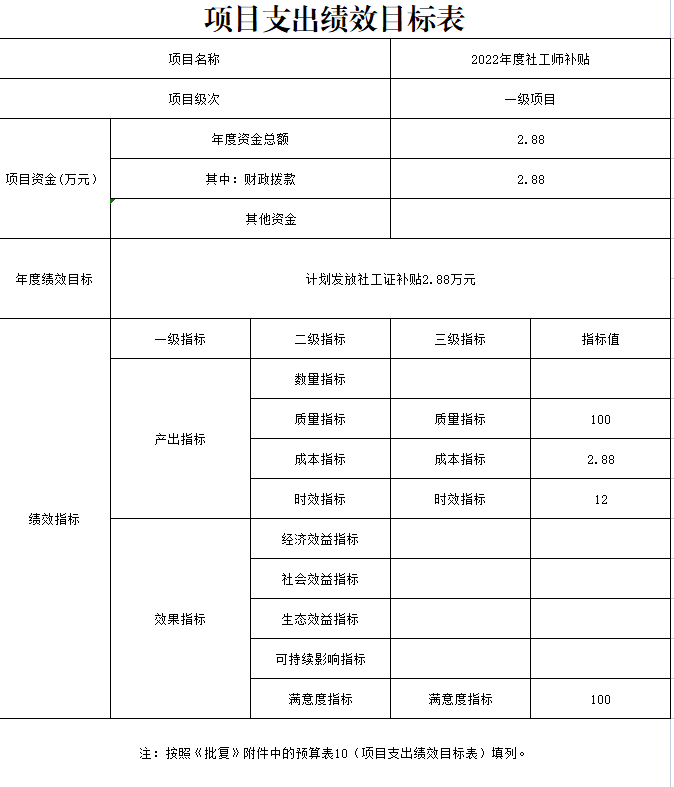 项目支出绩效目标表
项目名称 2022年度社工师补贴
项目级次 一级项目
项目资金(万元) 年度资金总额 2.88
其中：财政拨款 2.88
其他资金
年度绩效目标 计划发放社工证补贴2.88万元
绩效指标 一级指标 二级指标 三级指标 指标值
产出指标 数量指标
质量指标 质量指标 100
成本指标 成本指标 2.88
时效指标 时效指标 12
效果指标 经济效益指标
社会效益指标
生态效益指标
可持续影响指标
满意度指标 满意度指标 100
注：按照《批复》附件中的预算表10（项目支出绩效目标表）填列。